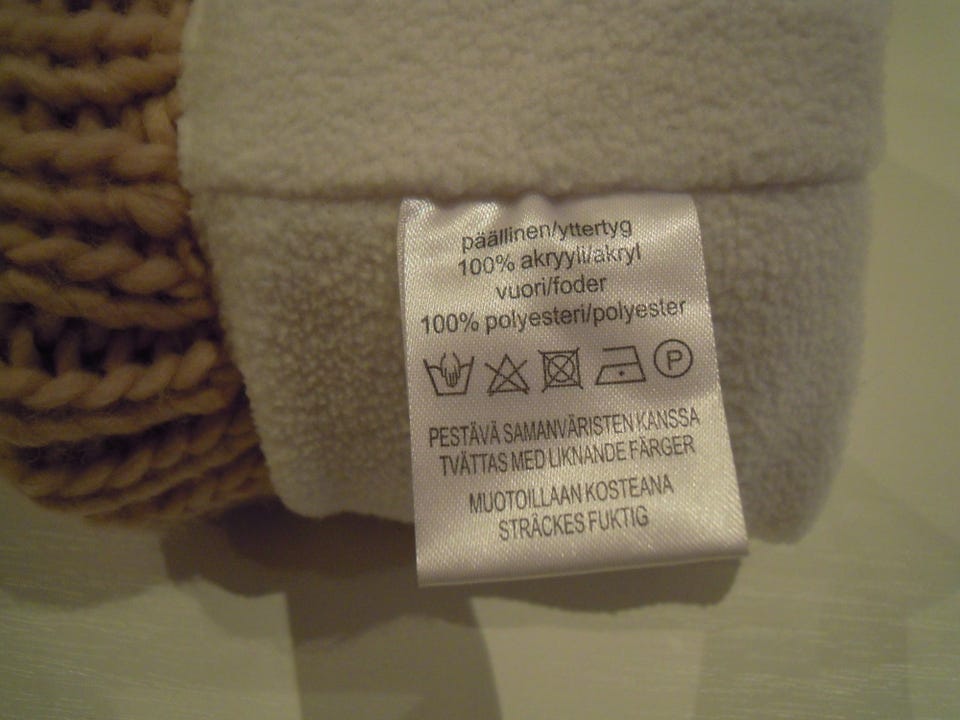 päällinen/yttertyg
100% akryyli/akryl
vuori/foder
100% polyesteri/polyester
P
PESTÄVÄ SAMANVÄRISTEN KANSSA
TVÄTTAS MED LIKNANDE FÄRGER
MUOTOILLAAN KOSTEANA
STRÄCKES FUKTIG